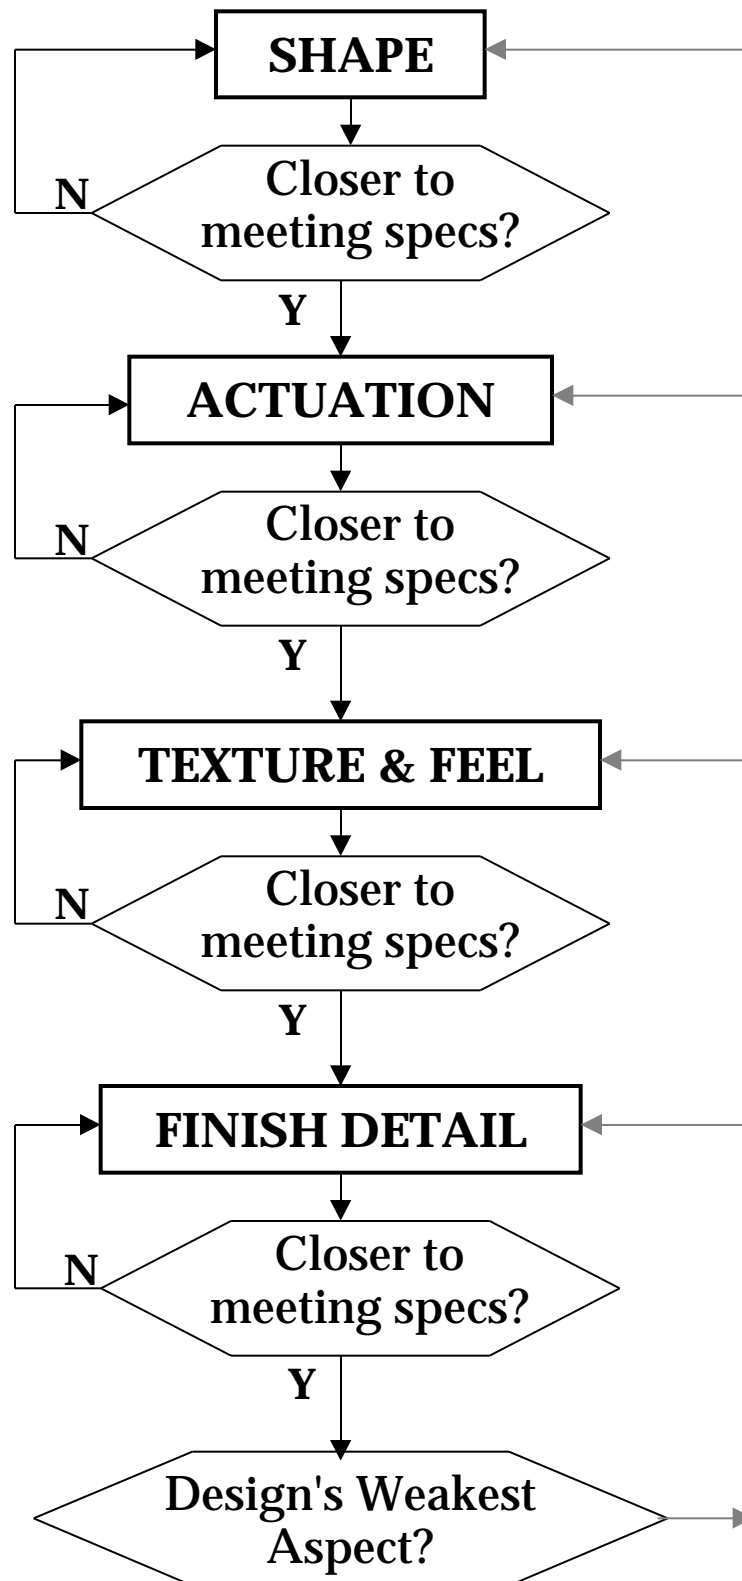 SHAPE
Closer to
meeting specs?
N
Y
ACTUATION
Closer to
meeting specs?
N
Y
TEXTURE & FEEL
Closer to
meeting specs?
N
Y
FINISH DETAIL
Closer to
meeting specs?
N
Y
Design's Weakest
Aspect?